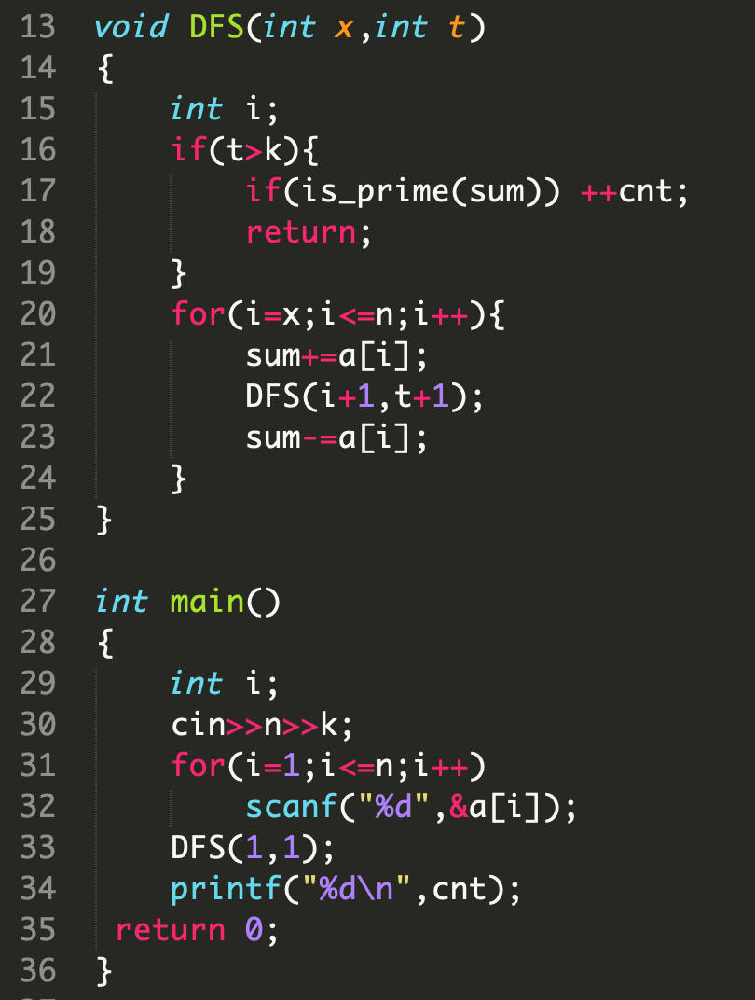 13 void DFS(int x,int t)
14 {
15 int i;
16 if(t>k){
17 if(is_prime(sum)) ++cnt;
18 return;
19 }
20 for(i=x;i<=n;i++){
21 sum+=a[i];
22 DFS(i+1,t+1);
23 sum-=a[i];
24 }
25 }
26
27 int main()
28 {
29 int i;
30 cin>>n>>k;
31 for(i=1;i<=n;i++)
32 scanf("%d",&a[i]);
33 DFS(1,1);
34 printf("%d\n",cnt);
35 return 0;
36 }